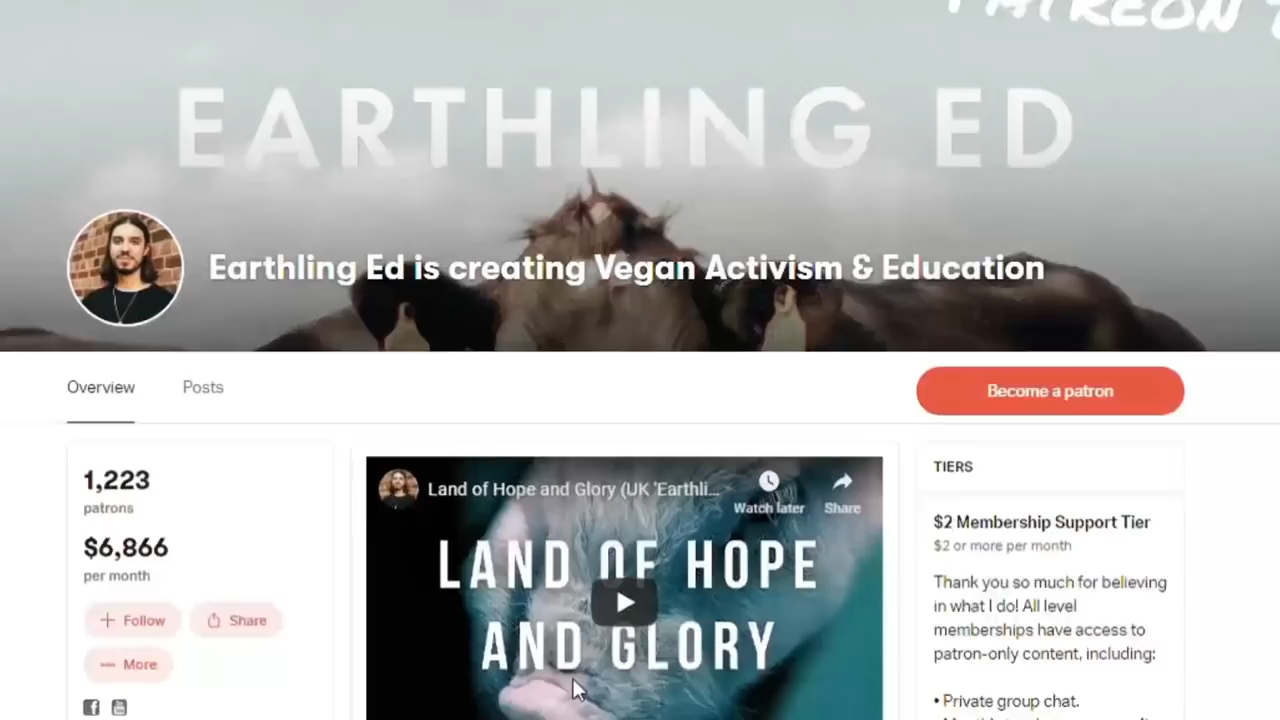 PATREON
EARTHLING ED
Earthling Ed is creating Vegan Activism & Education
Overview
Posts
Become a patron
1,223
patrons
$6,866
per month
Follow
Share
More
Land of Hope and Glory (UK 'Earthli...
Watch later
Share
LAND OF HOPE
AND GLORY
TIERS
$2 Membership Support Tier
$2 or more per month
Thank you so much for believing
in what I do! All level
memberships have access to
patron-only content, including:
• Private group chat.